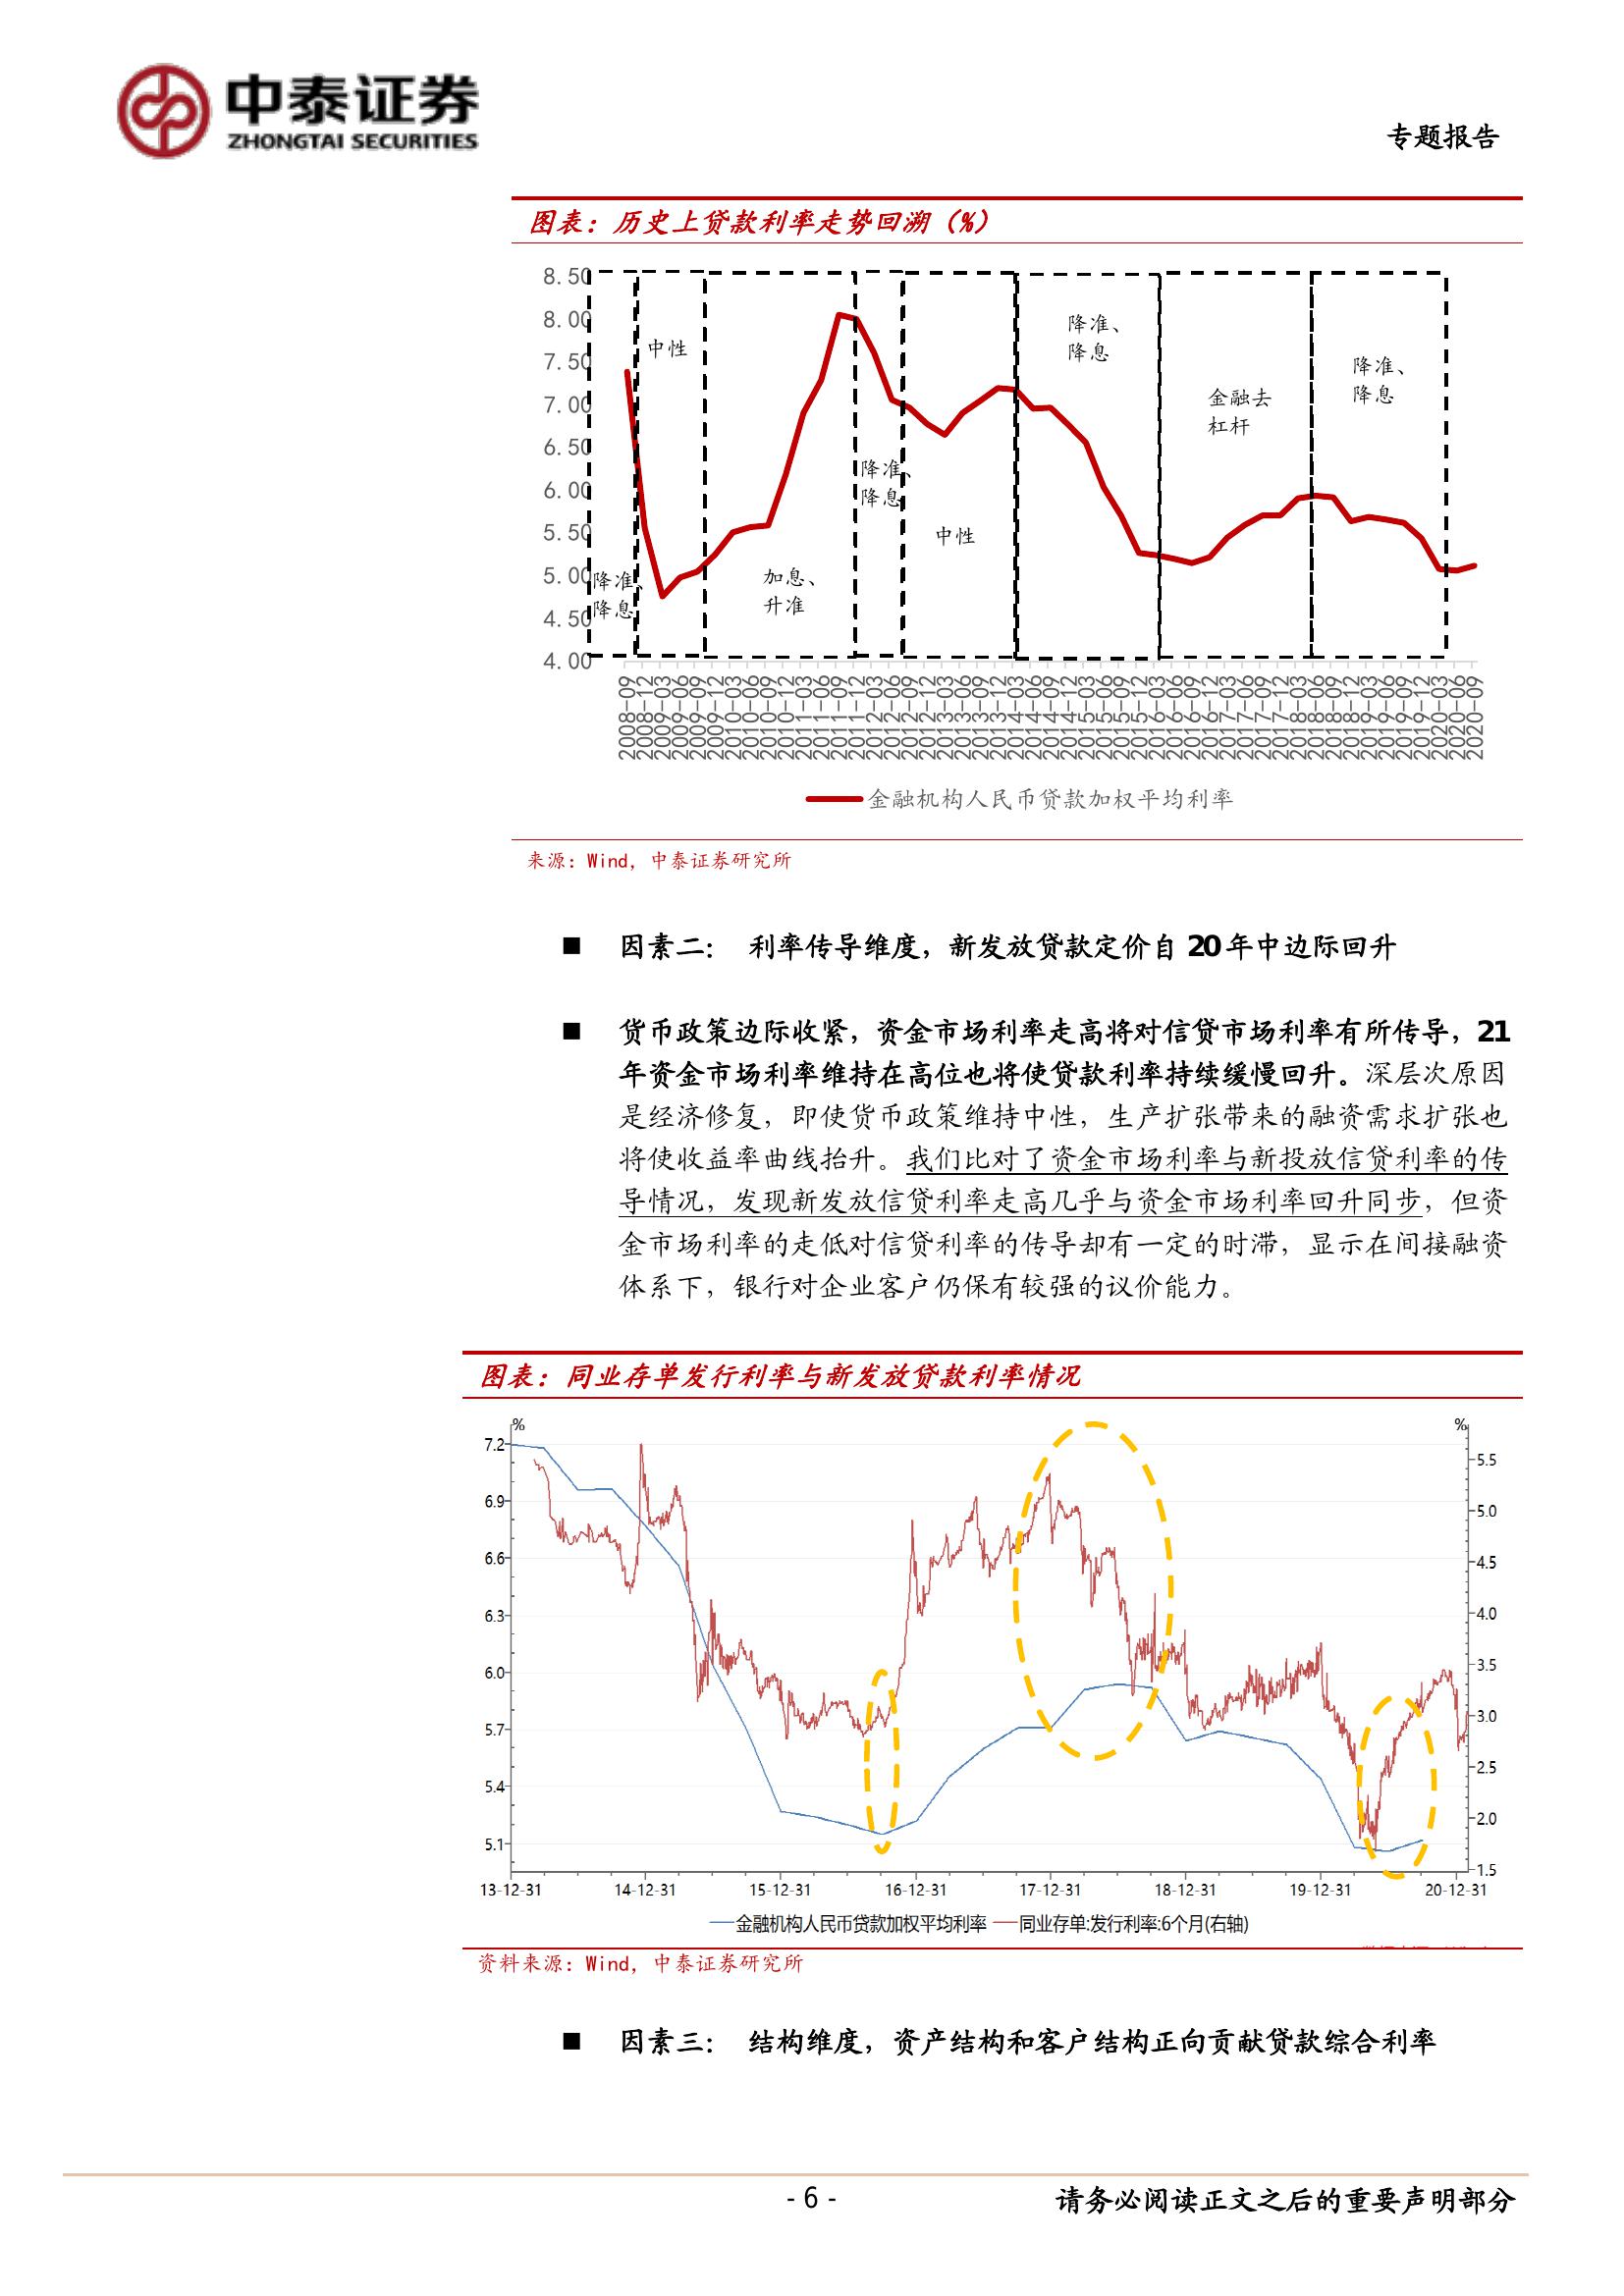 中泰证券
ZHONGTAI SECURITIES
专题报告
图表：历史上贷款利率走势回溯（%）
8.50
8.00
7.50
7.00
6.50
6.00
5.50
5.00
4.50
4.00
降准、
降息
中性
加息、
升准
降准、
降息
中性
降准、
降息
金融去
杠杆
降准、
降息
2008-09
2008-12
2009-03
2009-06
2009-09
2009-12
2010-03
2010-06
2010-09
2010-12
2011-03
2011-06
2011-09
2011-12
2012-03
2012-06
2012-09
2012-12
2013-03
2013-06
2013-09
2013-12
2014-03
2014-06
2014-09
2014-12
2015-03
2015-06
2015-09
2015-12
2016-03
2016-06
2016-09
2016-12
2017-03
2017-06
2017-09
2017-12
2018-03
2018-06
2018-09
2018-12
2019-03
2019-06
2019-09
2019-12
2020-03
2020-06
2020-09
金融机构人民币贷款加权平均利率
来源：Wind，中泰证券研究所
■ 因素二： 利率传导维度，新发放贷款定价自 20 年中边际回升
■ 货币政策边际收紧，资金市场利率走高将对信贷市场利率有所传导，21
年资金市场利率维持在高位也将使贷款利率持续缓慢回升。深层次原因
是经济修复，即使货币政策维持中性，生产扩张带来的融资需求扩张也
将使收益率曲线抬升。我们比对了资金市场利率与新投放信贷利率的传
导情况，发现新发放信贷利率走高几乎与资金市场利率回升同步，但资
金市场利率的走低对信贷利率的传导却有一定的时滞，显示在间接融资
体系下，银行对企业客户仍保有较强的议价能力。
图表：同业存单发行利率与新发放贷款利率情况
%
7.2
6.9
6.6
6.3
6.0
5.7
5.4
5.1
%
5.5
5.0
4.5
4.0
3.5
3.0
2.5
2.0
1.5
13-12-31
14-12-31
15-12-31
16-12-31
17-12-31
18-12-31
19-12-31
20-12-31
金融机构人民币贷款加权平均利率
同业存单:发行利率:6个月(右轴)
资料来源：Wind，中泰证券研究所
■ 因素三： 结构维度，资产结构和客户结构正向贡献贷款综合利率
- 6 -
请务必阅读正文之后的重要声明部分